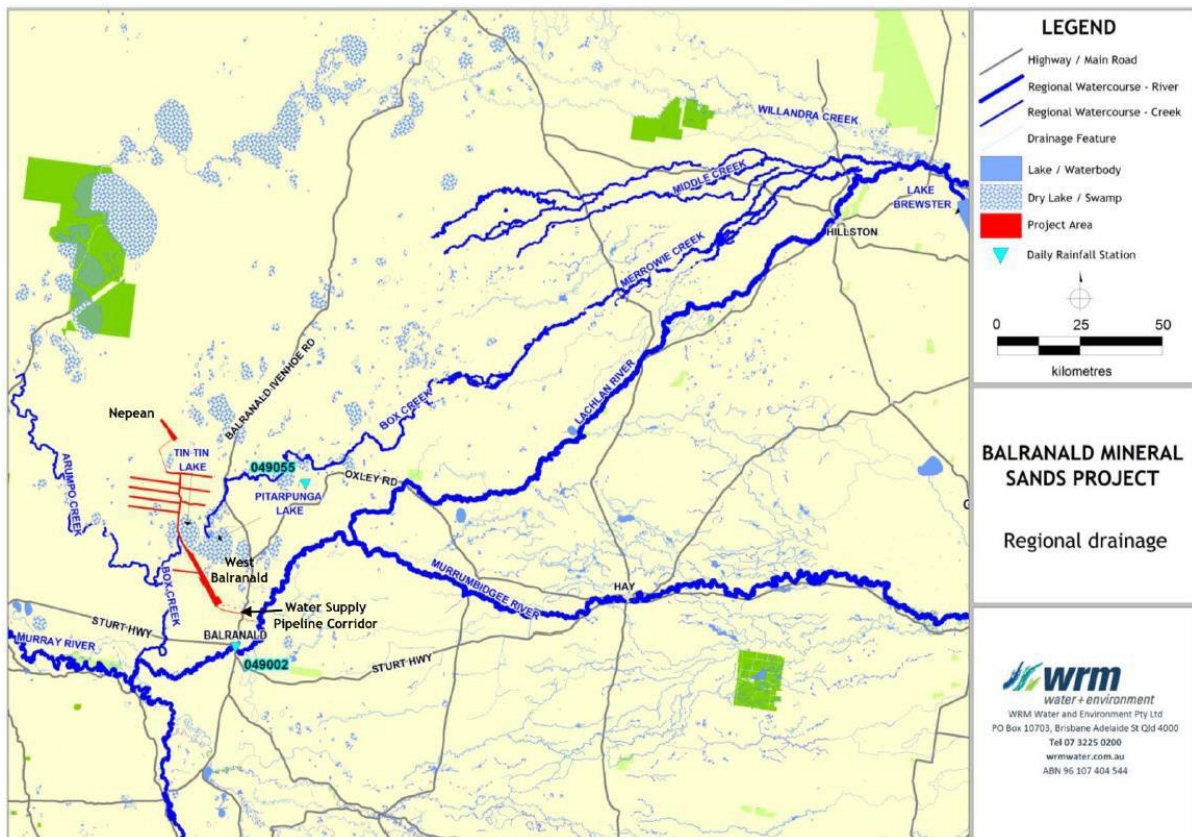 WILLANDRA CREEK
MIDDLE CREEK
LAKE
BREWSTER
HILLSTON
MERROWIE CREEK
BALRANALD IVENHOE RD
LACHLAN RIVER
BOX CREEK
Nepean
TIN TIN
LAKE
049055
OXLEY RD
PITARPUNGA
LAKE
ARUMPO CREEK
West
Balranald
BOX CREEK
Water Supply
Pipeline Corridor
MURRUMBIDGEE RIVER
HAY
STURT HWY
BALRANALD
MURRAY RIVER
049002
STURT HWY
G
LEGEND
Highway / Main Road
Regional Watercourse - River
Regional Watercourse - Creek
Drainage Feature
Lake / Waterbody
Dry Lake / Swamp
Project Area
Daily Rainfall Station
0 25 50
kilometres
BALRANALD MINERAL
SANDS PROJECT
Regional drainage
wrm
water + environment
WRM Water and Environment Pty Ltd
PO Box 10703, Brisbane Adelaide St Qld 4000
Tel 07 3225 0200
wrmwater.com.au
ABN 96 107 404 544